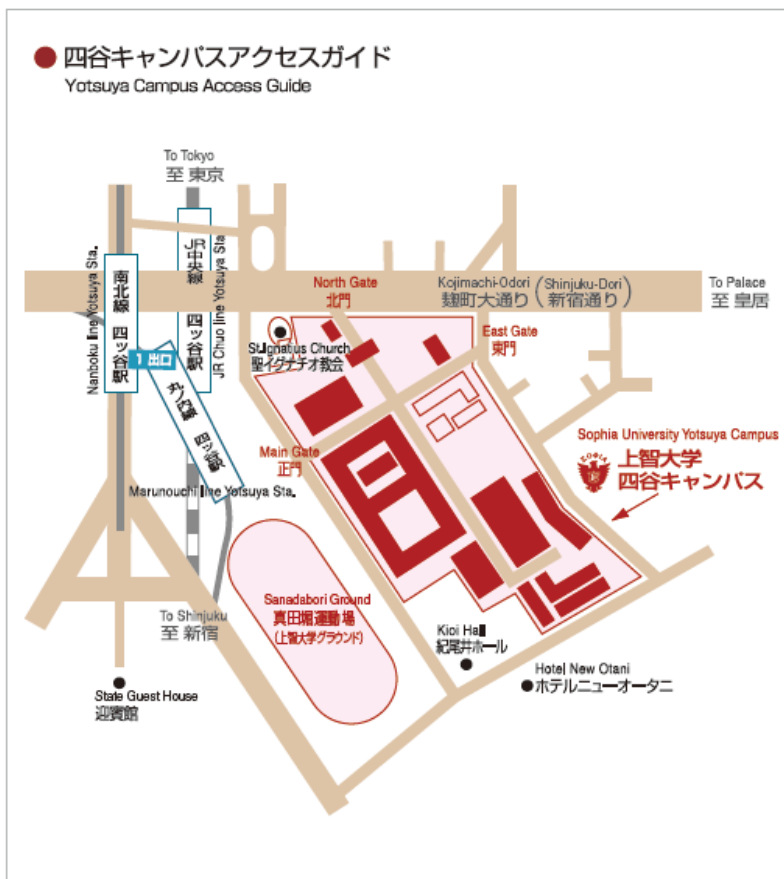 四谷キャンパスアクセスガイド
Yotsuya Campus Access Guide
To Tokyo
至 東京
Nanboku line Yotsuya Sta.
南北線 四ッ谷駅
JR中央線 四ッ谷駅
JR Chuo line Yotsuya Sta.
North Gate
北門
Kojimachi-Odori (Shinjuku-Dori)
麹町大通り(新宿通り)
To Palace
至 皇居
East Gate
東門
St.Ignatius Church
聖イグナチオ教会
1 出口
丸ノ内線 四ッ谷駅
Marunouchi line Yotsuya Sta.
Main Gate
正門
Sophia University Yotsuya Campus
SOPHIA
上智大学
四谷キャンパス
Sanadabori Ground
真田堀運動場
(上智大学グラウンド)
To Shinjuku
至 新宿
Kioi Hall
紀尾井ホール
Hotel New Otani
ホテルニューオータニ
State Guest House
迎賓館